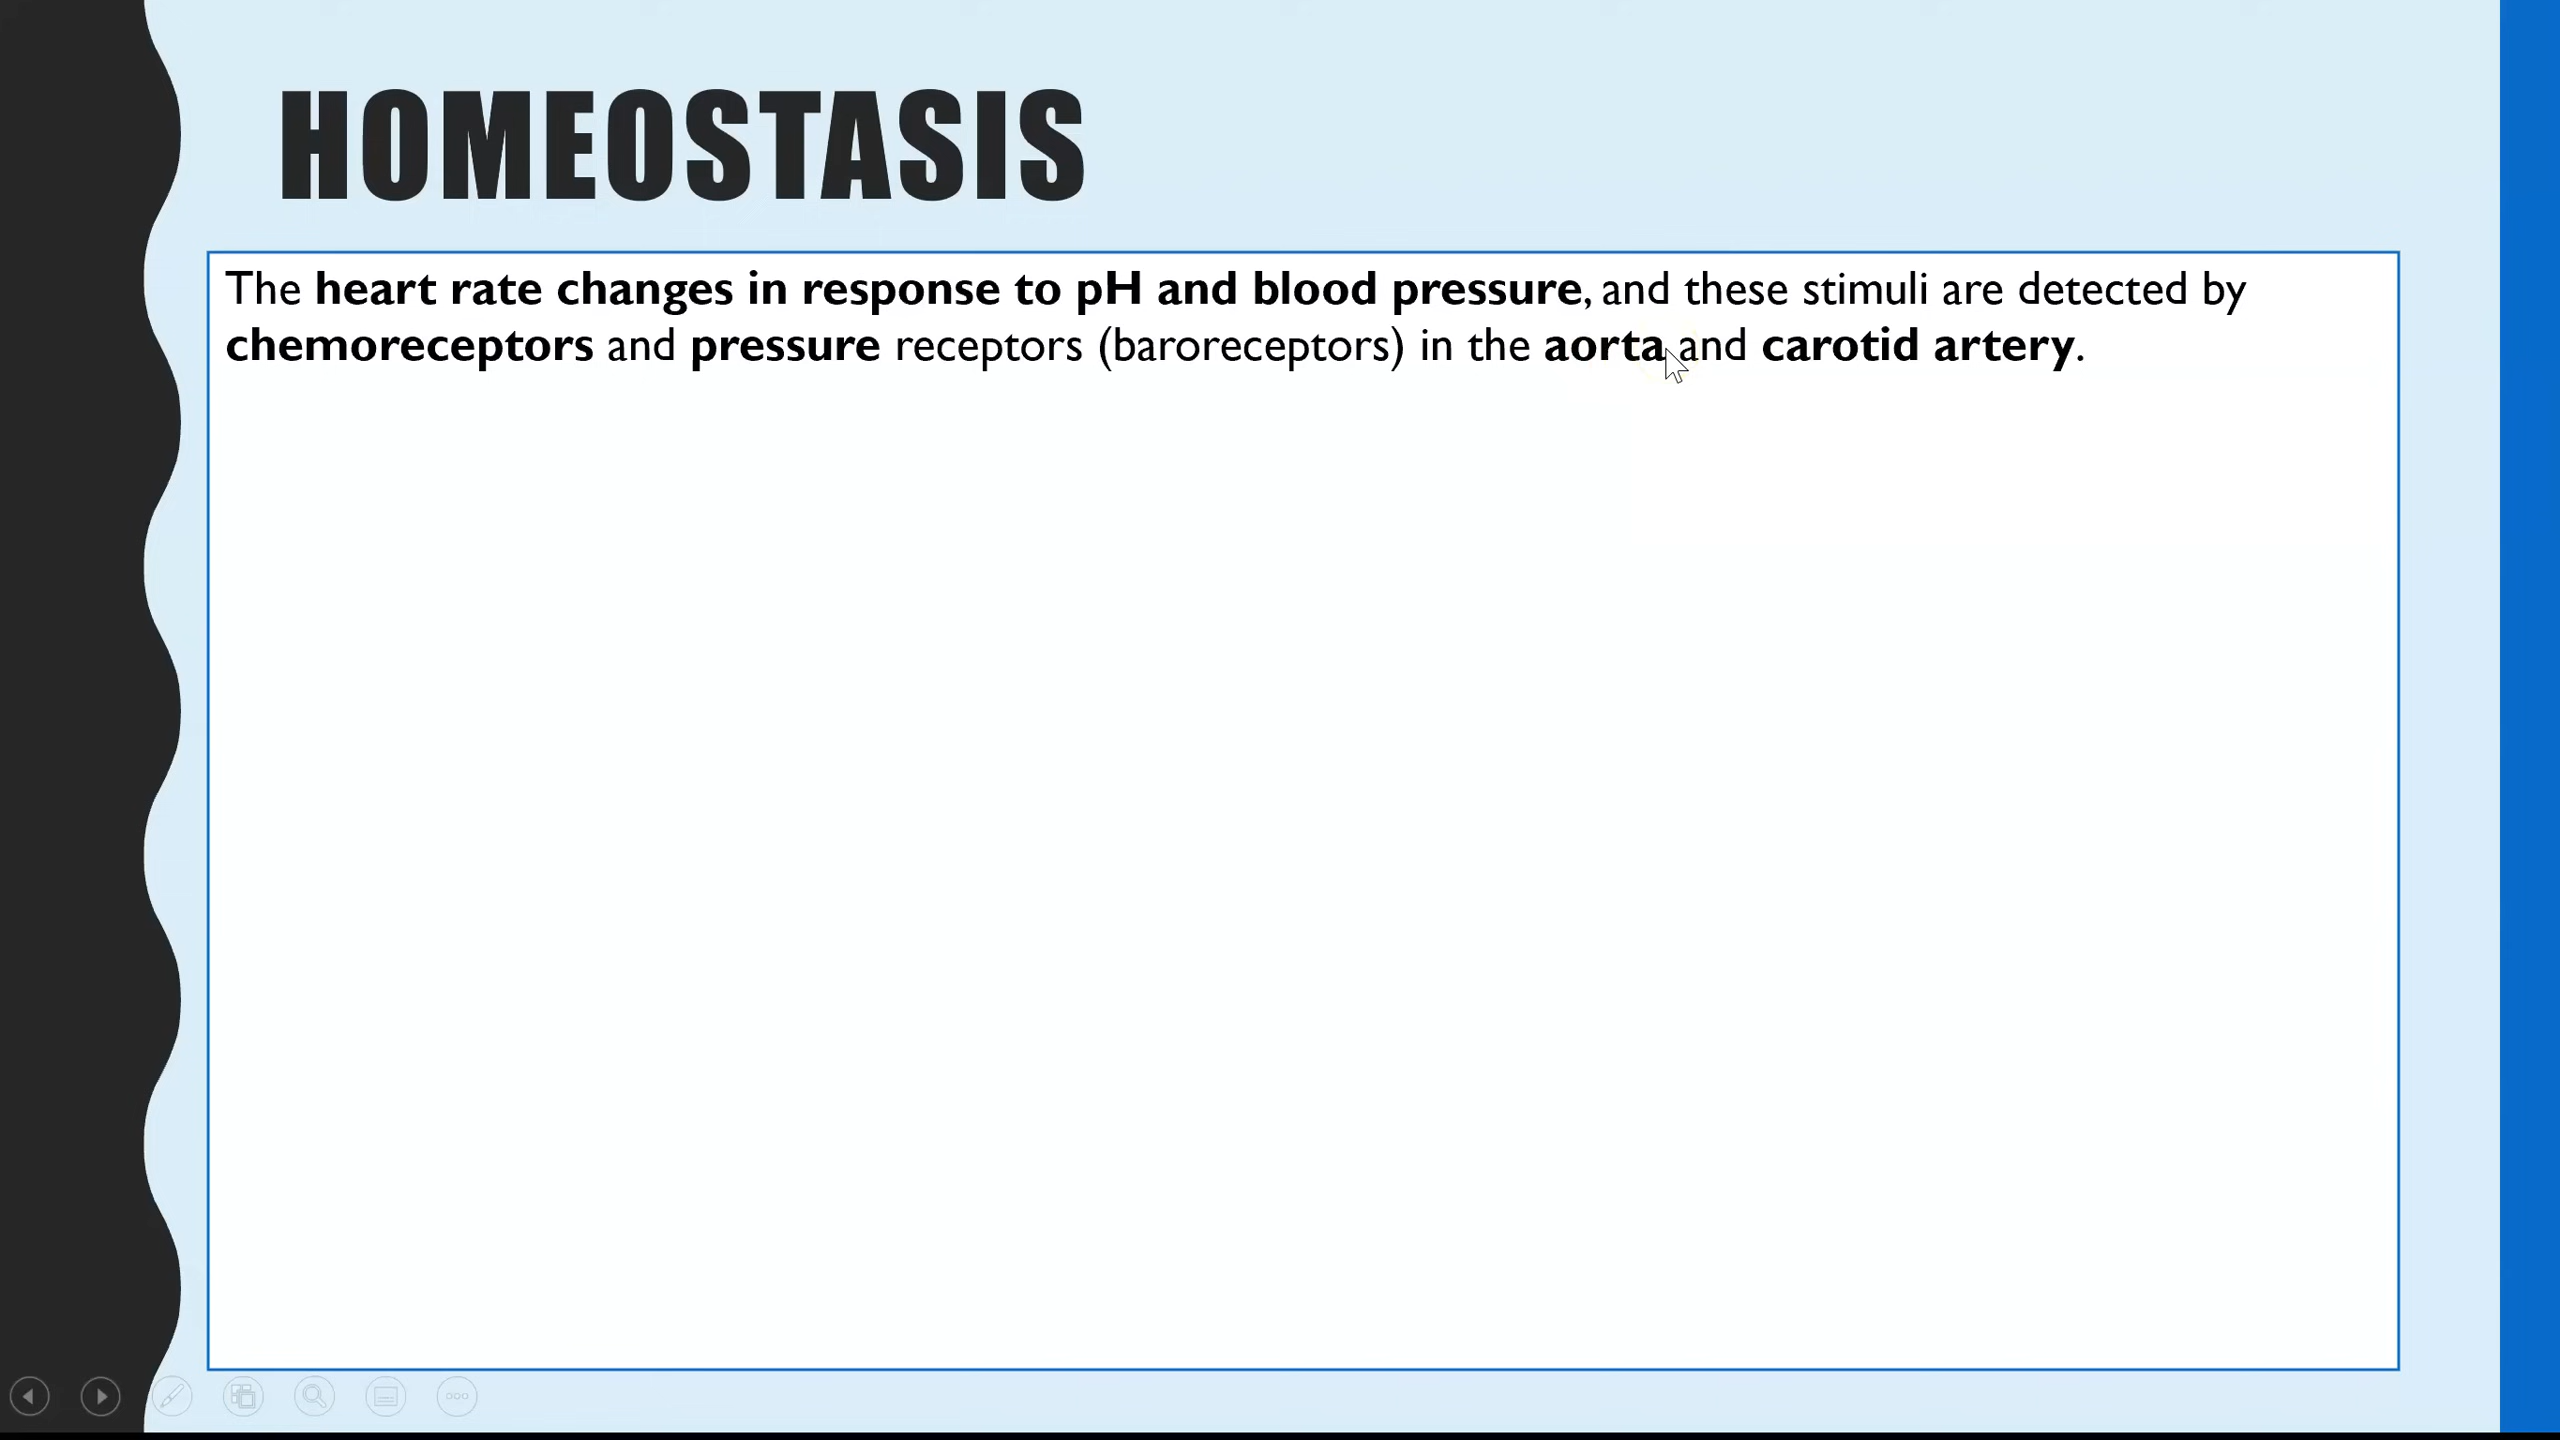 HOMEOSTASIS
The heart rate changes in response to pH and blood pressure, and these stimuli are detected by
chemoreceptors and pressure receptors (baroreceptors) in the aorta and carotid artery.